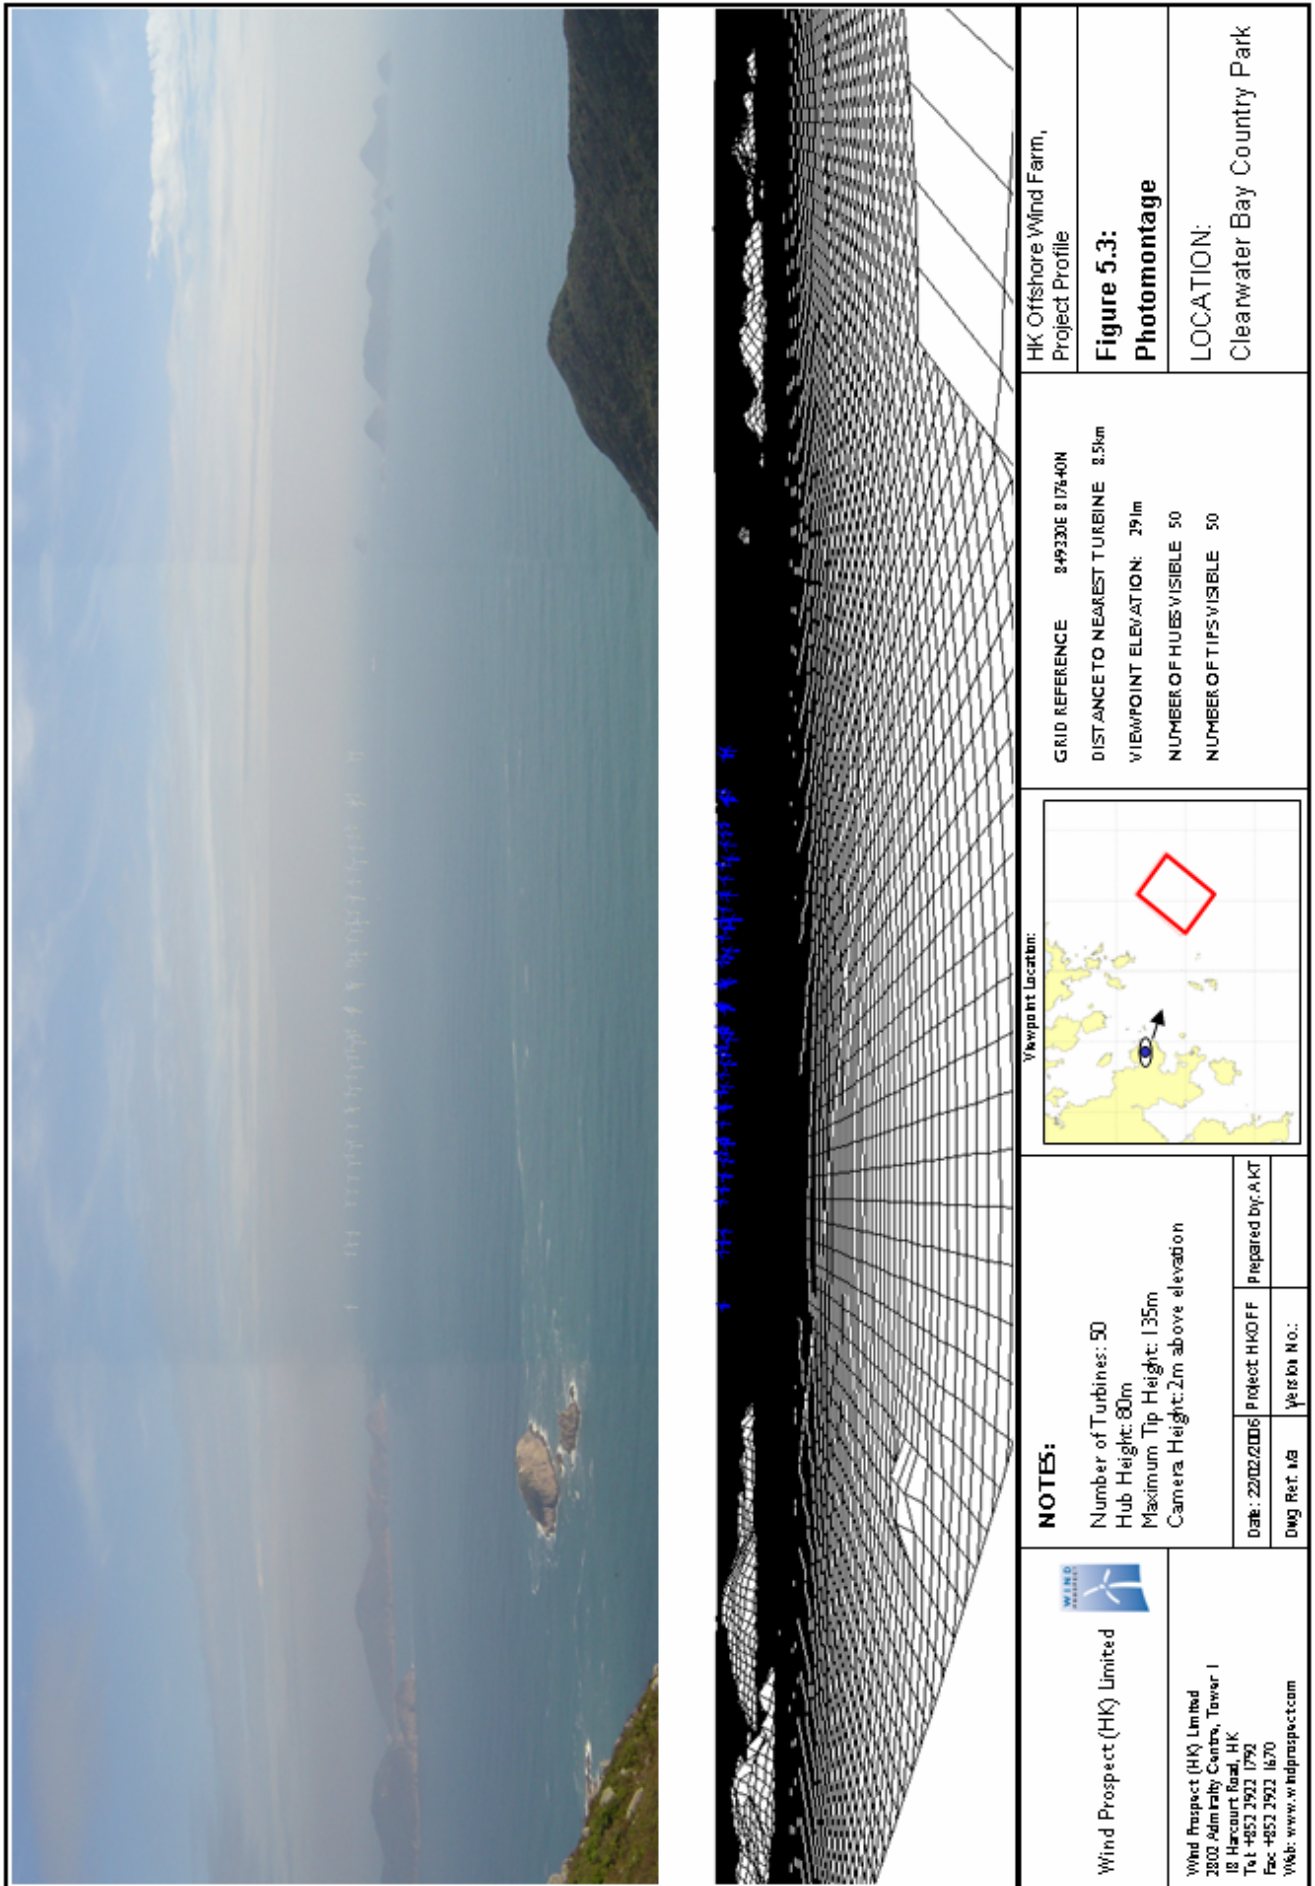 Wind Prospect (HK) Limited
WIND
PROSPECT
Wind Prospect (HK) Limited
2802 Admiralty Centre, Tower 1
18 Harcourt Road, HK
Tel: +852 2922 1792
Fax: +852 2922 1670
Web: www.windprospect.com
NOTES:
Number of Turbines: 50
Hub Height: 80m
Maximum Tip Height: 135m
Camera Height: 2m above elevation
Date: 22/02/2006
Project: HKOFF
Prepared by: AKT
Dwg Ref: n/a
Version No.:
Viewpoint Location:
GRID REFERENCE 849330E 817640N
DISTANCE TO NEAREST TURBINE 8.5km
VIEWPOINT ELEVATION: 291m
NUMBER OF HUBS VISIBLE 50
NUMBER OF TIPS VISIBLE 50
HK Offshore Wind Farm,
Project Profile
Figure 5.3:
Photomontage
LOCATION:
Clearwater Bay Country Park